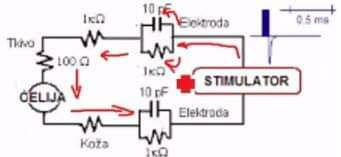 10 pF
1kΩ
Elektroda
0.5 ms
Tkivo
1kΩ
100 Ω
STIMULATOR
ĆELIJA
10 pF
Elektroda
Koža
1kΩ